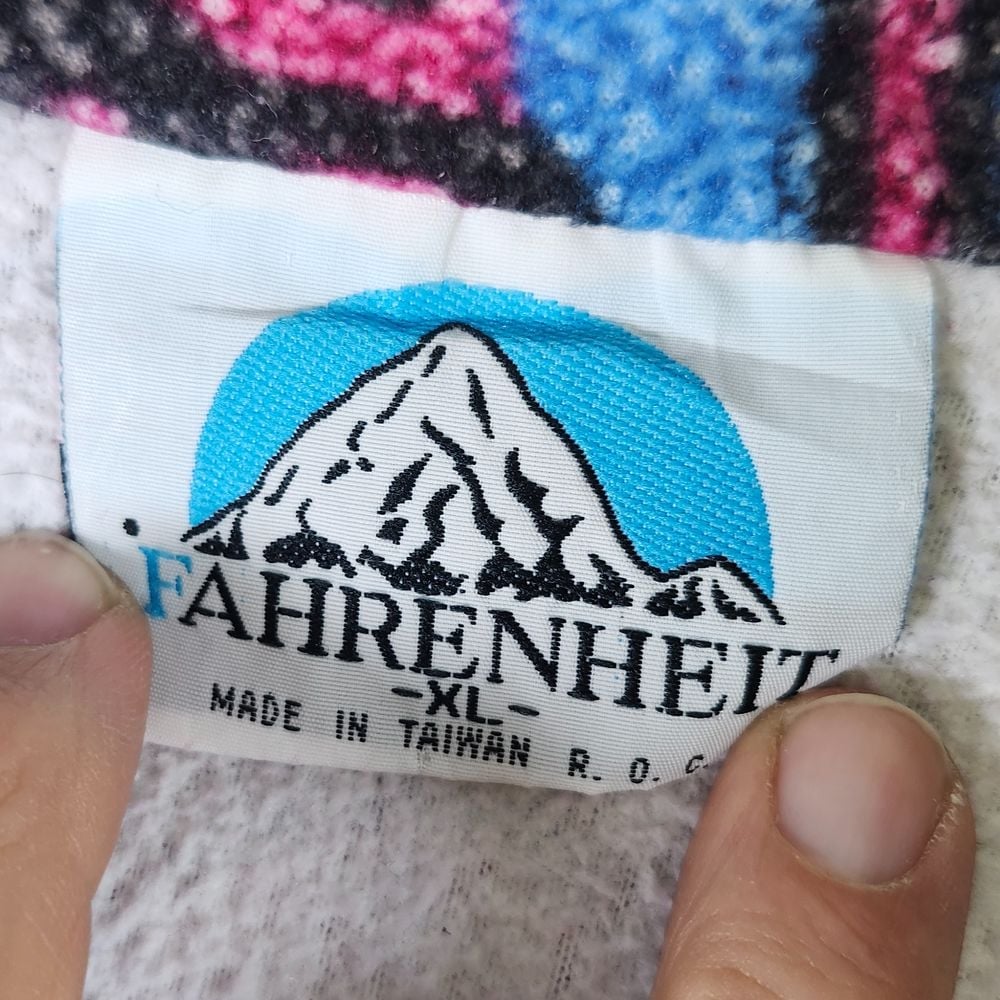 °FAHRENHEIT
-XL-
MADE IN TAIWAN R. O. C